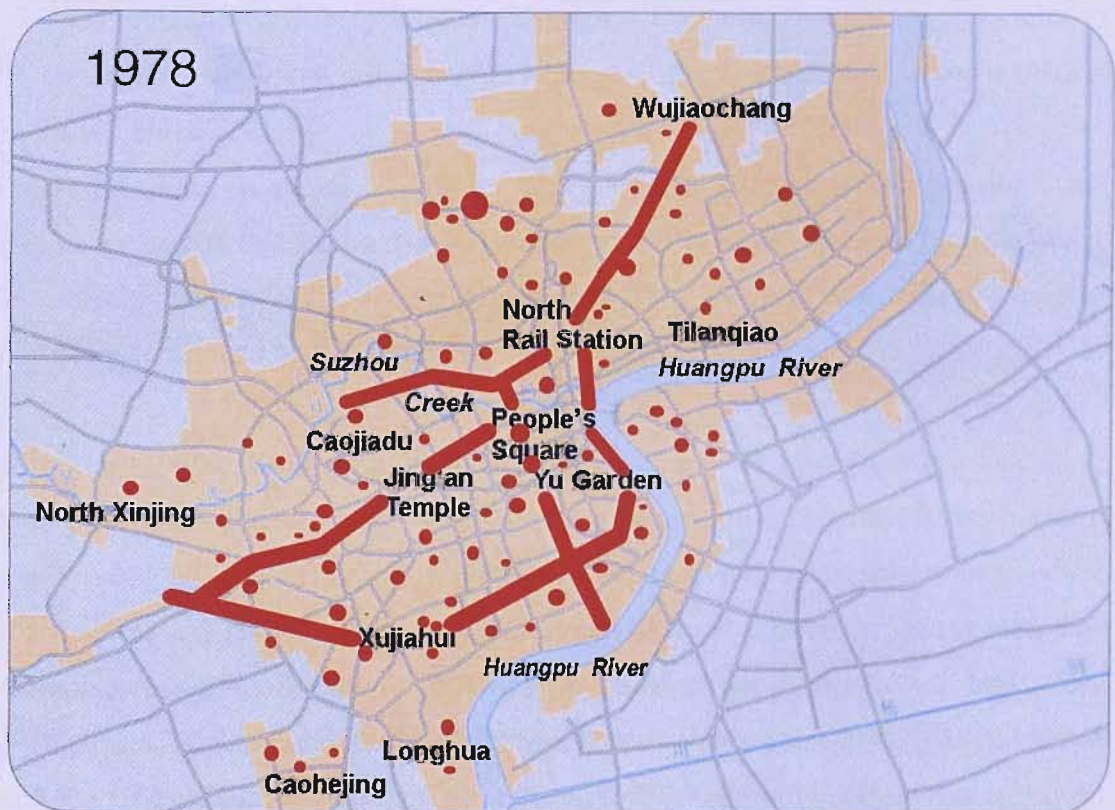 1978
Wujiaochang
North
Rail Station
Tilanqiao
Suzhou
Huangpu River
Creek
People's
Square
Caojiadu
Jing'an
Temple
Yu Garden
North Xinjing
Xujiahui
Huangpu River
Longhua
Caohejing